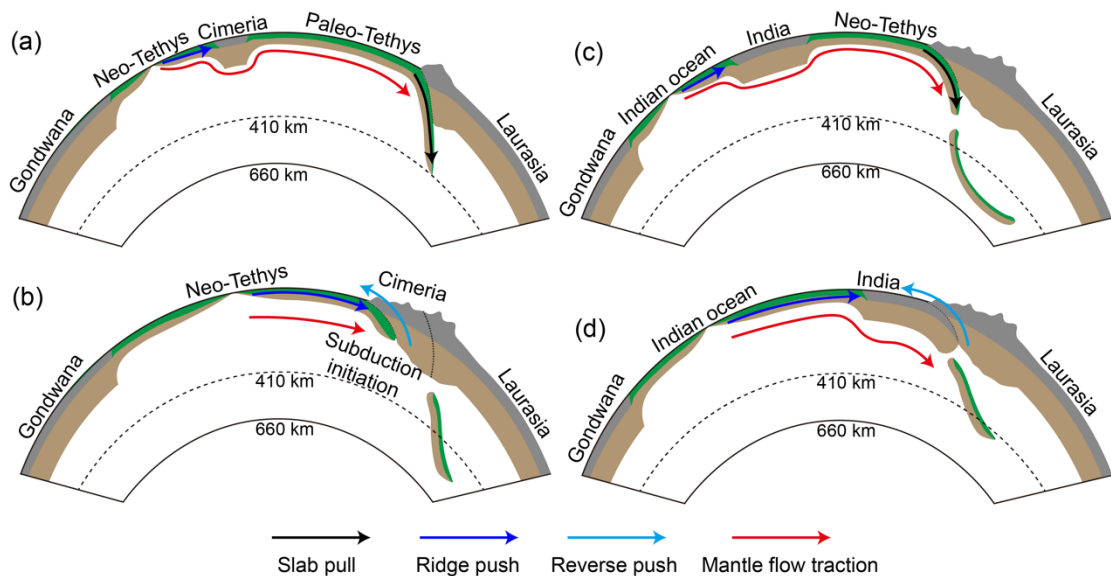 (a)
Gondwana
Neo-Tethys
Cimeria
Paleo-Tethys
Laurasia
410 km
660 km
(c)
Gondwana
Indian ocean
India
Neo-Tethys
Laurasia
410 km
660 km
(b)
Gondwana
Neo-Tethys
Cimeria
Laurasia
Subduction
initiation
410 km
660 km
(d)
Gondwana
Indian ocean
India
Laurasia
410 km
660 km
Slab pull
Ridge push
Reverse push
Mantle flow traction